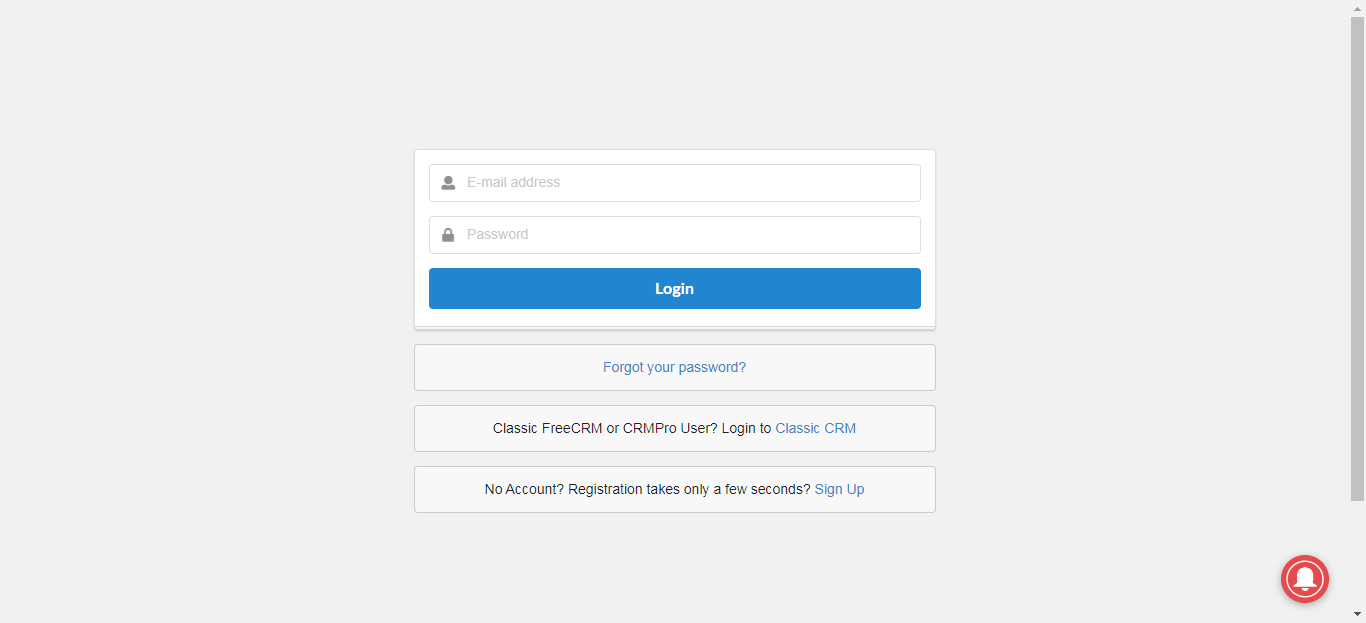 E-mail address
Password
Login
Forgot your password?
Classic FreeCRM or CRMPro User? Login to Classic CRM
No Account? Registration takes only a few seconds? Sign Up